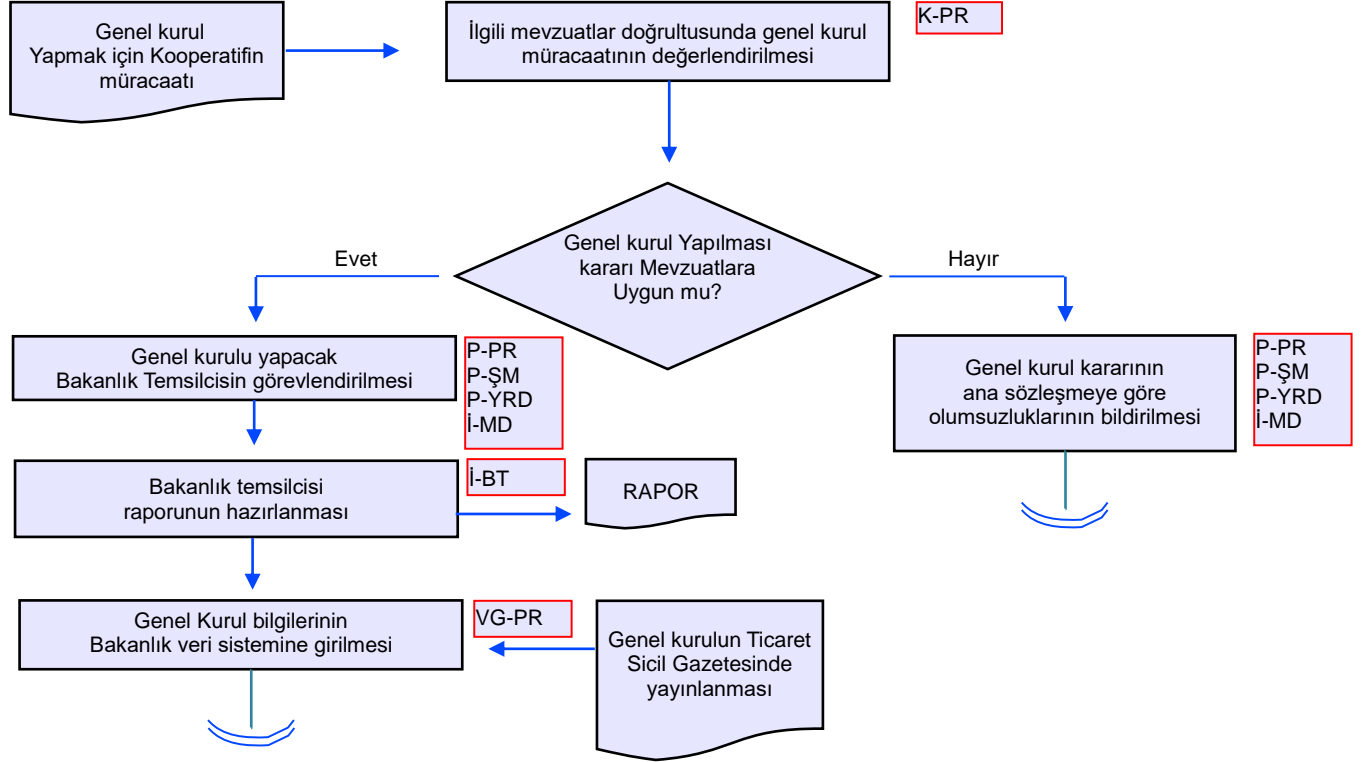 Genel kurul
Yapmak için Kooperatifin
müracaatı
İlgili mevzuatlar doğrultusunda genel kurul
müracaatının değerlendirilmesi
K-PR
Genel kurul Yapılması
kararı Mevzuatlara
Uygun mu?
Evet
Hayır
Genel kurulu yapacak
Bakanlık Temsilcisin görevlendirilmesi
P-PR
P-ŞM
P-YRD
İ-MD
Genel kurul kararının
ana sözleşmeye göre
olumsuzluklarının bildirilmesi
P-PR
P-ŞM
P-YRD
İ-MD
Bakanlık temsilcisi
raporunun hazırlanması
İ-BT
RAPOR
Genel Kurul bilgilerinin
Bakanlık veri sistemine girilmesi
VG-PR
Genel kurulun Ticaret
Sicil Gazetesinde
yayınlanması